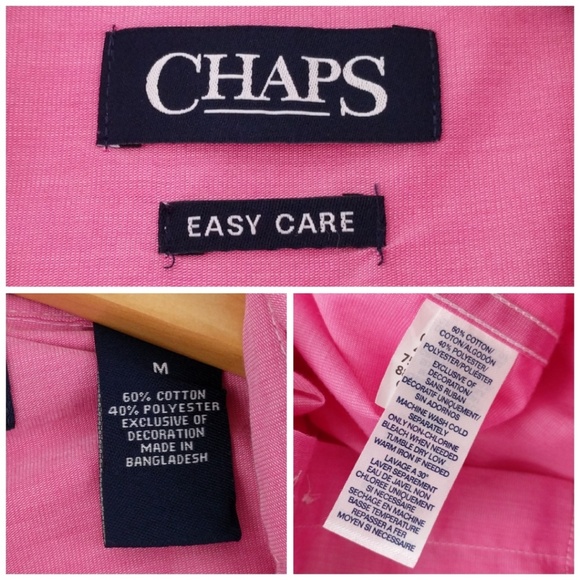 CHAPS
EASY CARE
M
60% COTTON
40% POLYESTER
EXCLUSIVE OF
DECORATION
MADE IN
BANGLADESH
60% COTTON/
COTON/ALGODÓN
40% POLYESTER/
POLYESTER/POLIÉSTER
EXCLUSIVE OF
DECORATION/
SANS RUBAN
DÉCORATIF UNIQUEMENT/
SIN ADORNOS
MACHINE WASH COLD
SEPARATELY
ONLY NON-CHLORINE
BLEACH WHEN NEEDED
TUMBLE DRY LOW
WARM IRON IF NEEDED
LAVAGE A 30°
LAVER SEPAREMENT
EAU DE JAVEL NON
CHLOREE UNIQUEMENT
SI NECESSAIRE
SECHAGE EN MACHINE
BASSE TEMPERATURE
REPASSER A FER
MOYEN SI NECESSAIRE